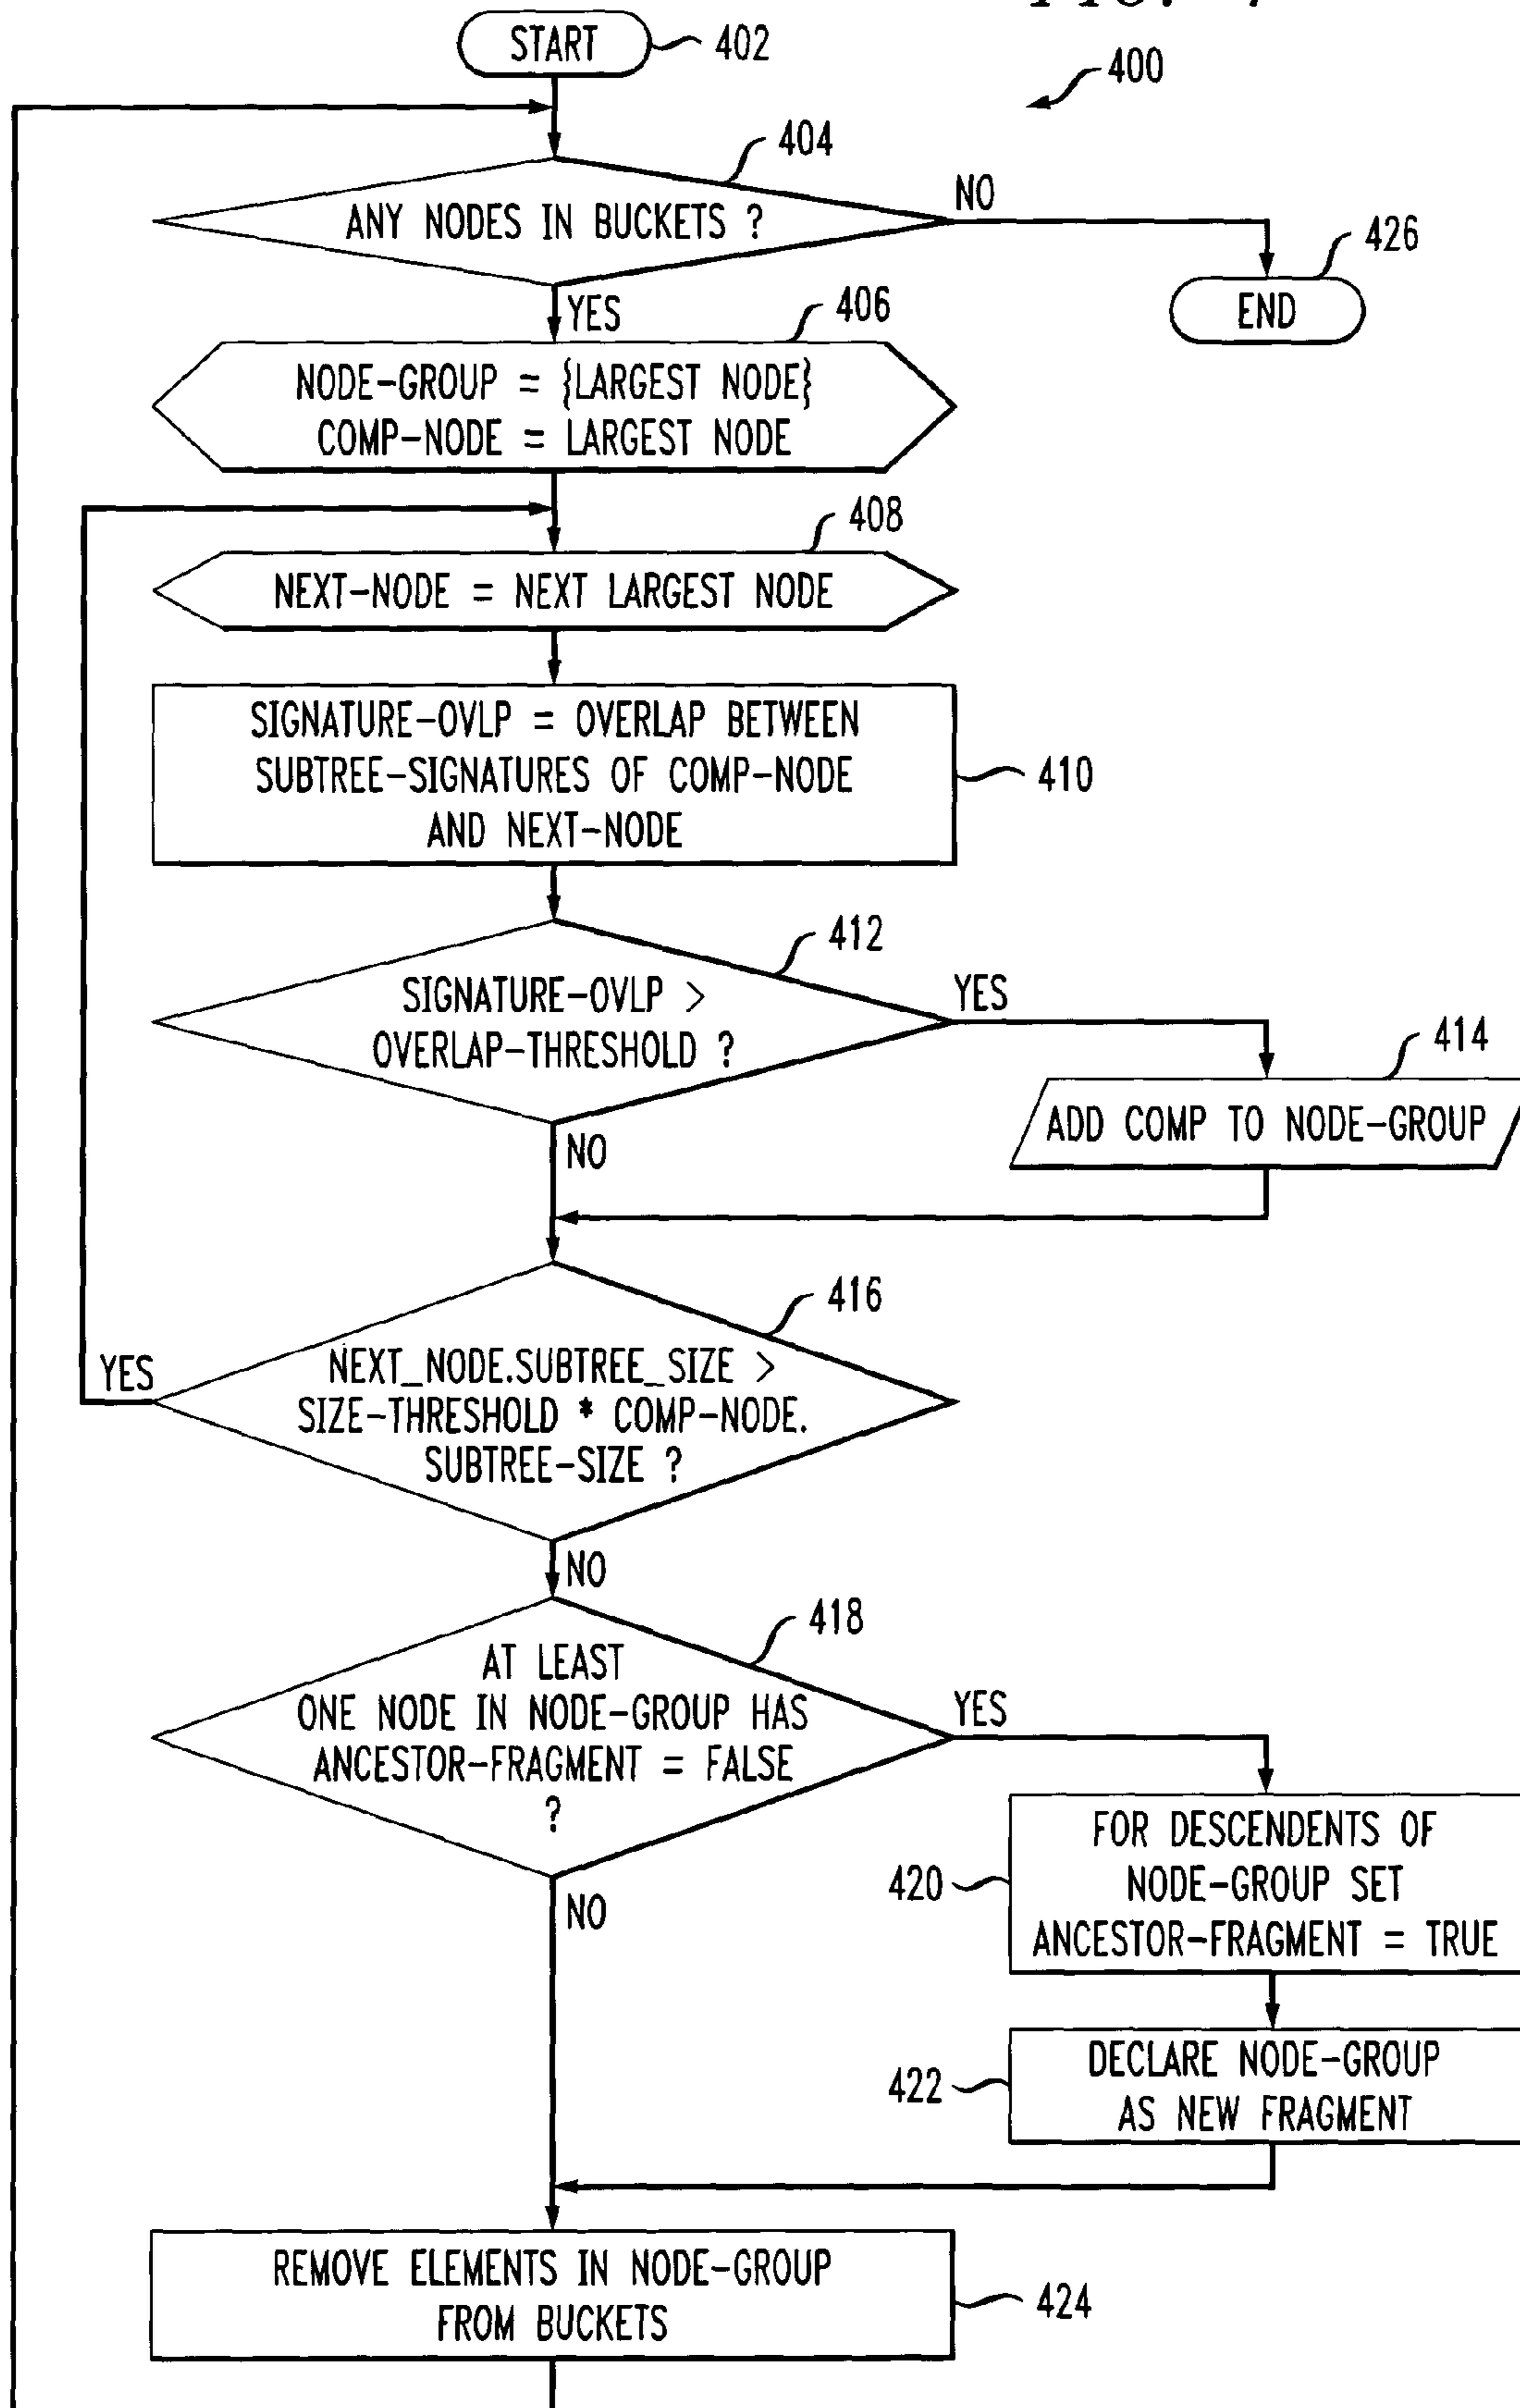 START
402
400
404
ANY NODES IN BUCKETS ?
NO
426
END
YES
406
NODE-GROUP = {LARGEST NODE}
COMP-NODE = LARGEST NODE
408
NEXT-NODE = NEXT LARGEST NODE
SIGNATURE-OVLP = OVERLAP BETWEEN
SUBTREE-SIGNATURES OF COMP-NODE
AND NEXT-NODE
410
412
SIGNATURE-OVLP >
OVERLAP-THRESHOLD ?
YES
414
ADD COMP TO NODE-GROUP
NO
416
NEXT_NODE.SUBTREE_SIZE >
SIZE-THRESHOLD * COMP-NODE.
SUBTREE-SIZE ?
YES
NO
418
AT LEAST
ONE NODE IN NODE-GROUP HAS
ANCESTOR-FRAGMENT = FALSE
?
YES
FOR DESCENDENTS OF
NODE-GROUP SET
ANCESTOR-FRAGMENT = TRUE
420
NO
DECLARE NODE-GROUP
AS NEW FRAGMENT
422
REMOVE ELEMENTS IN NODE-GROUP
FROM BUCKETS
424